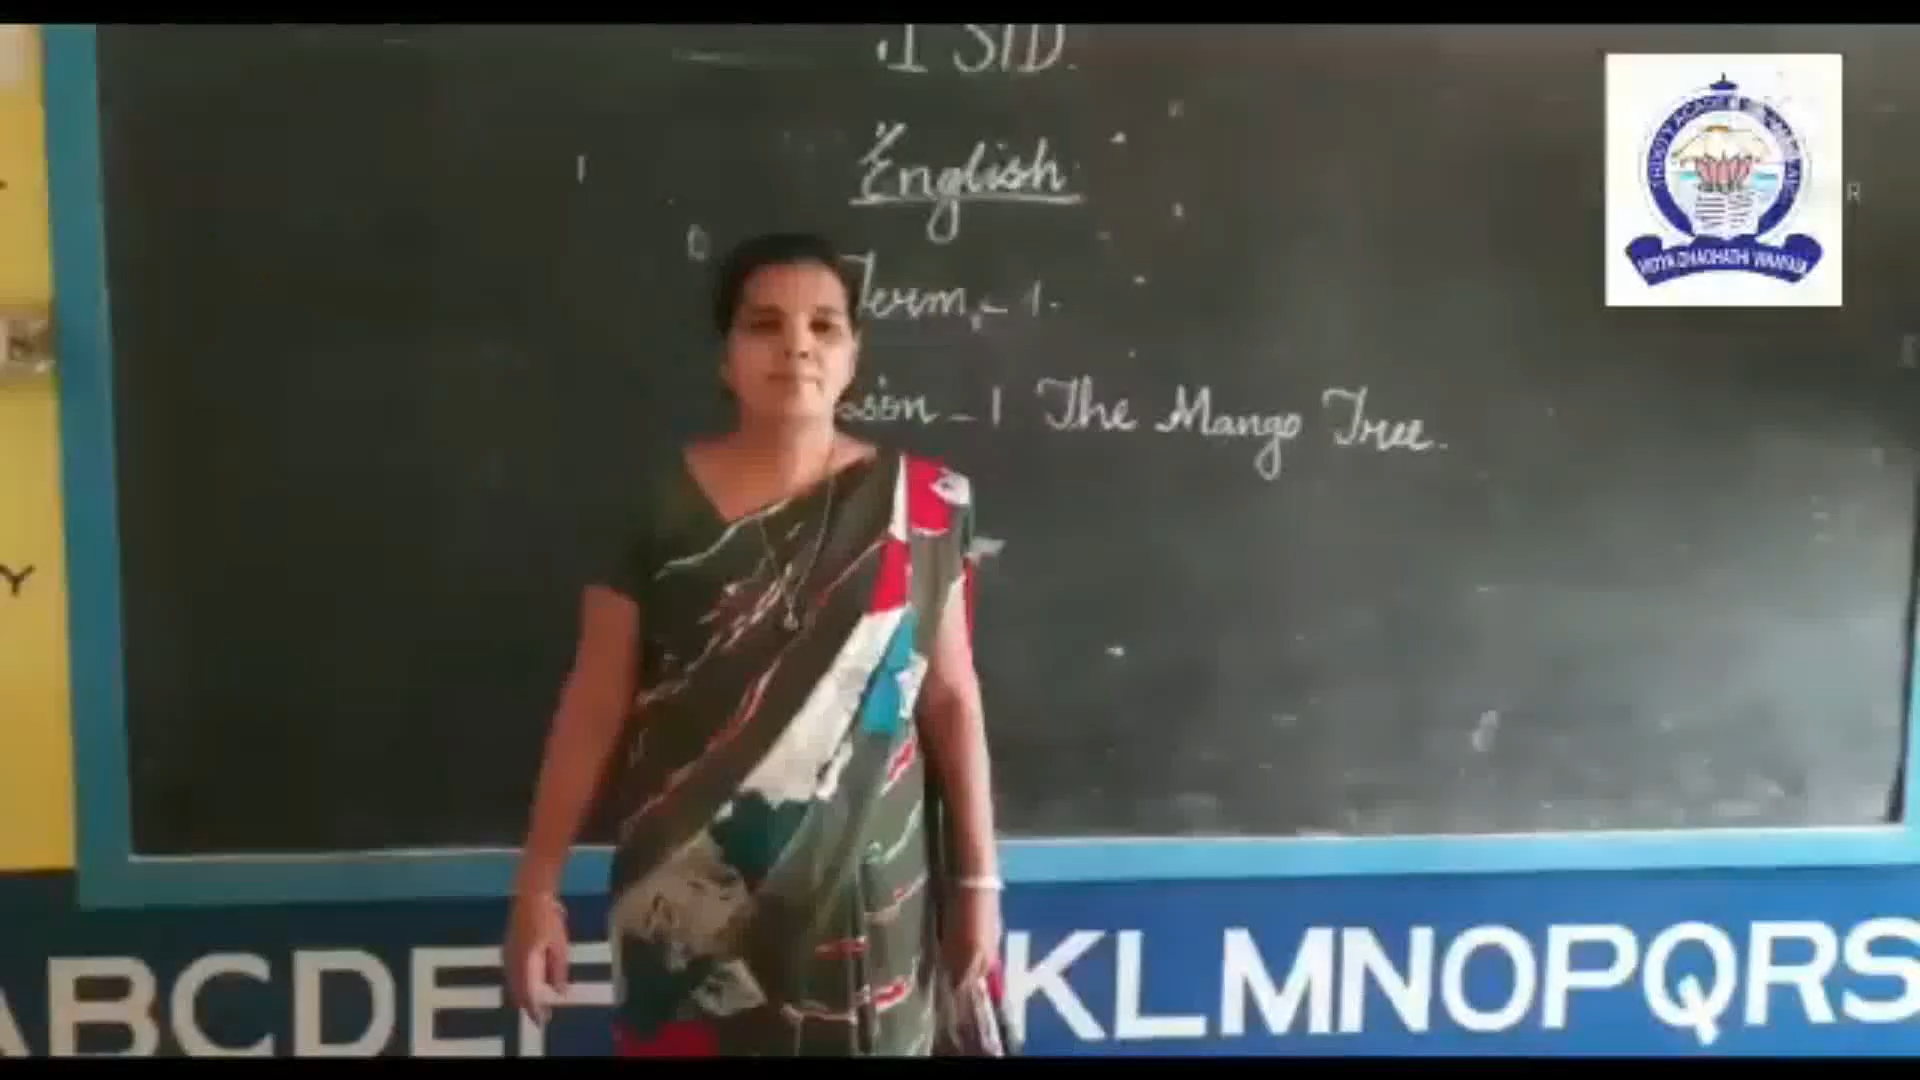 I STD.
English
Term - 1.
Lesson - 1 The Mango Tree.
ABCDEF KLMNOPQRS
Y